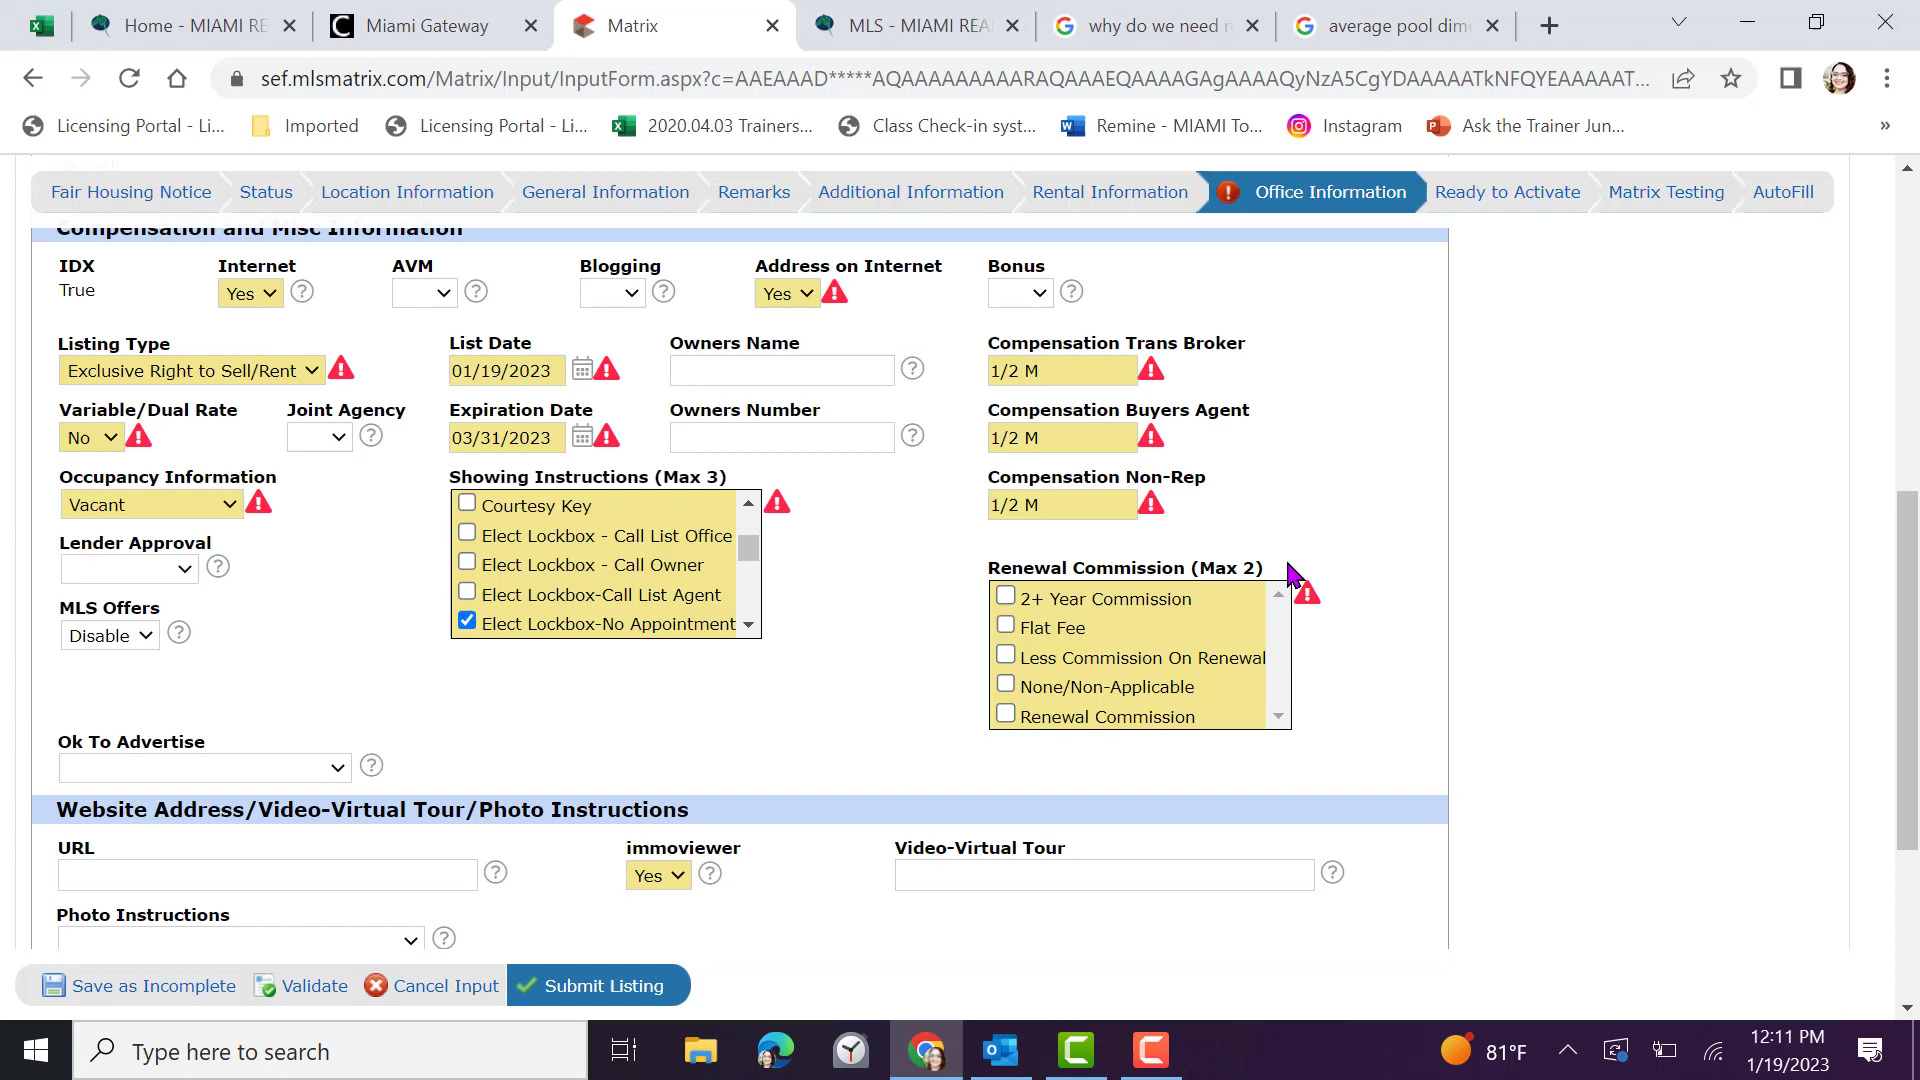 Home - MIAMI RE
Miami Gateway
Matrix
MLS - MIAMI REA
why do we need
average pool dim
sef.mlsmatrix.com/Matrix/Input/InputForm.aspx?c=AAEAAAD*****AQAAAAAAAAARAQAAAEQAAAAGAgAAAAQyNzA5CgYDAAAAATkNFQYEAAAAAT...
Licensing Portal - Li...
Imported
Licensing Portal - Li...
2020.04.03 Trainers...
Class Check-in syst...
Remine - MIAMI To...
Instagram
Ask the Trainer Jun...
»
Fair Housing Notice
Status
Location Information
General Information
Remarks
Additional Information
Rental Information
Office Information
Ready to Activate
Matrix Testing
AutoFill
Compensation and Misc Information
IDX
Internet
AVM
Blogging
Address on Internet
Bonus
True
Yes
Yes
Listing Type
List Date
Owners Name
Compensation Trans Broker
Exclusive Right to Sell/Rent
01/19/2023
1/2 M
Variable/Dual Rate
Joint Agency
Expiration Date
Owners Number
Compensation Buyers Agent
No
03/31/2023
1/2 M
Occupancy Information
Showing Instructions (Max 3)
Compensation Non-Rep
Vacant
Courtesy Key
1/2 M
Elect Lockbox - Call List Office
Lender Approval
Elect Lockbox - Call Owner
Renewal Commission (Max 2)
Elect Lockbox-Call List Agent
2+ Year Commission
MLS Offers
Elect Lockbox-No Appointment
Flat Fee
Disable
Less Commission On Renewal
None/Non-Applicable
Renewal Commission
Ok To Advertise
Website Address/Video-Virtual Tour/Photo Instructions
URL
immoviewer
Video-Virtual Tour
Yes
Photo Instructions
Save as Incomplete
Validate
Cancel Input
Submit Listing
Type here to search
81°F
12:11 PM
1/19/2023